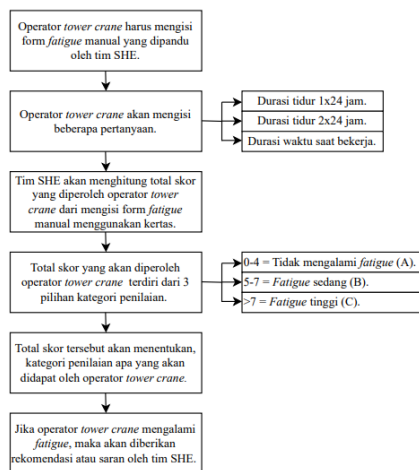 Operator tower crane harus mengisi
form fatigue manual yang dipandu
oleh tim SHE.
Operator tower crane akan mengisi
beberapa pertanyaan.
Durasi tidur 1x24 jam.
Durasi tidur 2x24 jam.
Durasi waktu saat bekerja.
Tim SHE akan menghitung total skor
yang diperoleh operator tower
crane dari mengisi form fatigue
manual menggunakan kertas.
Total skor yang akan diperoleh
operator tower crane terdiri dari 3
pilihan kategori penilaian.
0-4 = Tidak mengalami fatigue (A).
5-7 = Fatigue sedang (B).
>7 = Fatigue tinggi (C).
Total skor tersebut akan menentukan,
kategori penilaian apa yang akan
didapat oleh operator tower crane.
Jika operator tower crane mengalami
fatigue, maka akan diberikan
rekomendasi atau saran oleh tim SHE.